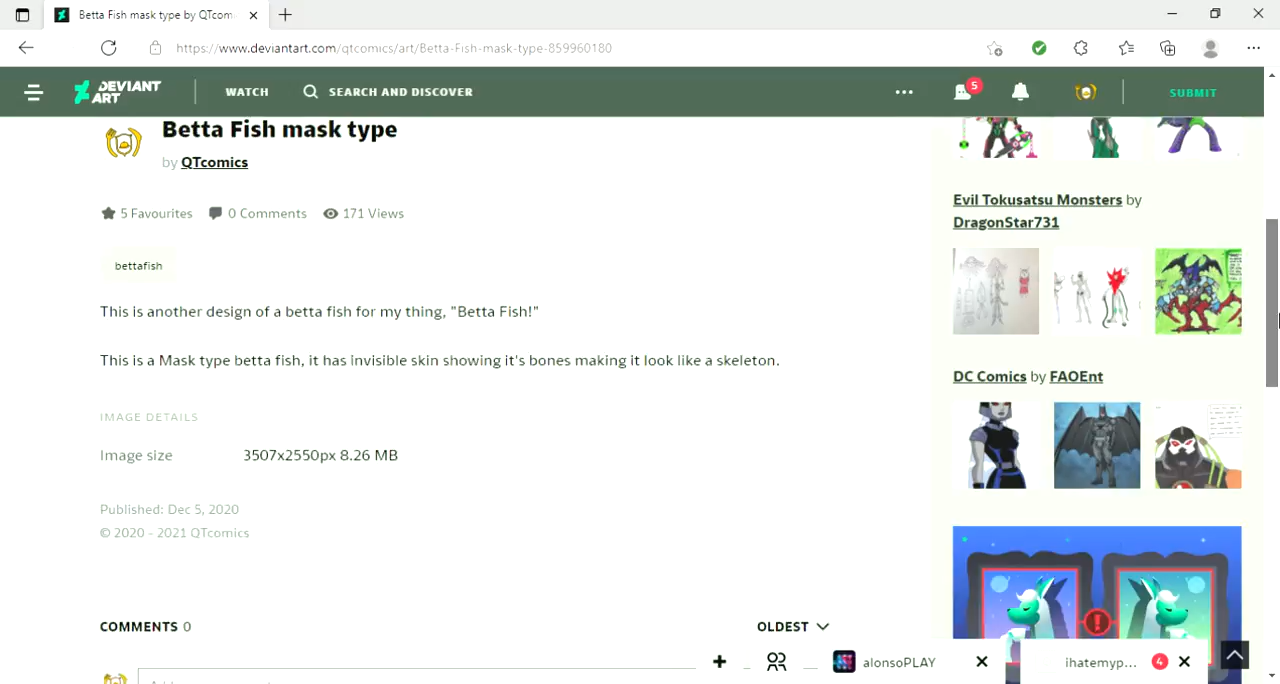 Betta Fish mask type by QTcom
https://www.deviantart.com/qtcomics/art/Betta-Fish-mask-type-859960180
DEVIANT ART
WATCH
SEARCH AND DISCOVER
5
SUBMIT
Betta Fish mask type
by QTcomics
5 Favourites 0 Comments 171 Views
bettafish
This is another design of a betta fish for my thing, "Betta Fish!"
This is a Mask type betta fish, it has invisible skin showing it's bones making it look like a skeleton.
IMAGE DETAILS
Image size 3507x2550px 8.26 MB
Published: Dec 5, 2020
© 2020 - 2021 QTcomics
COMMENTS 0
OLDEST
Evil Tokusatsu Monsters by
DragonStar731
DC Comics by FAOEnt
alonsoPLAY
ihatemyp... 4